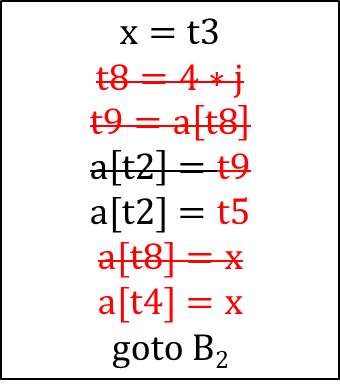 x = t3
t8 = 4 ∗ j
t9 = a[t8]
a[t2] = t9
a[t2] = t5
a[t8] = x
a[t4] = x
goto B₂